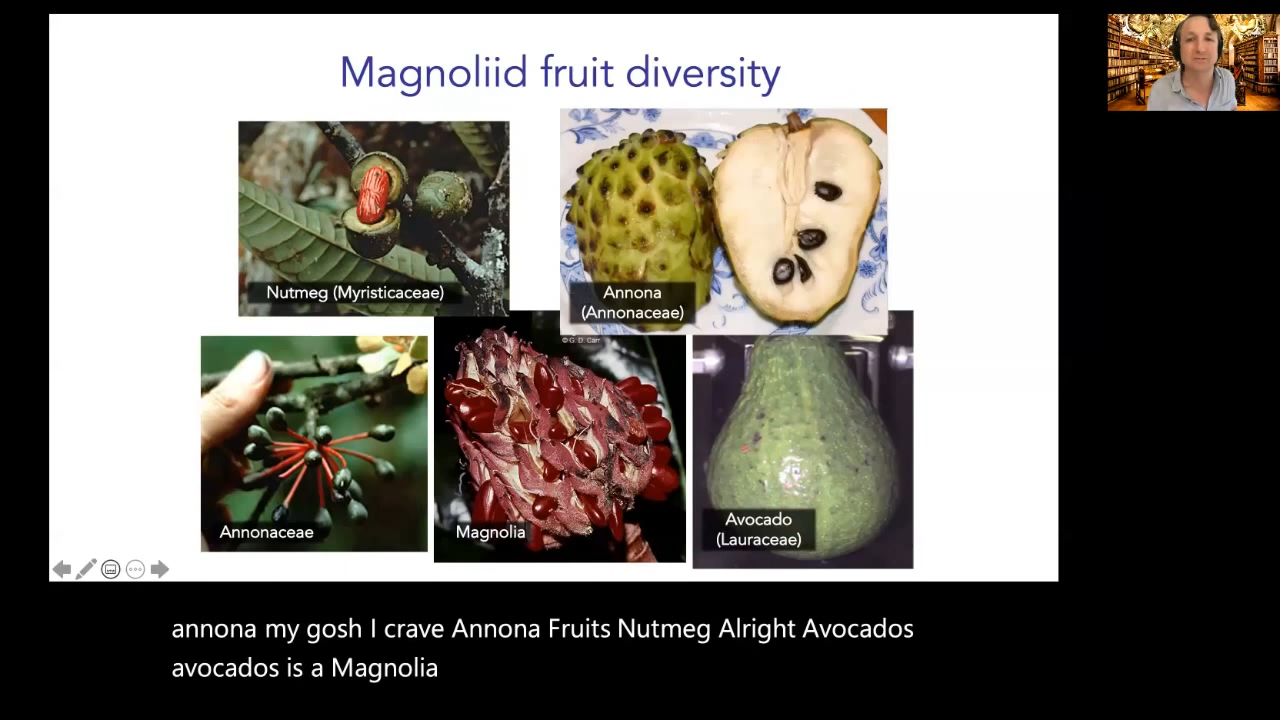 Magnoliid fruit diversity
Nutmeg (Myristicaceae)
Annona
(Annonaceae)
© G. D. Carr
Annonaceae
Magnolia
Avocado
(Lauraceae)
annona my gosh I crave Annona Fruits Nutmeg Alright Avocados
avocados is a Magnolia